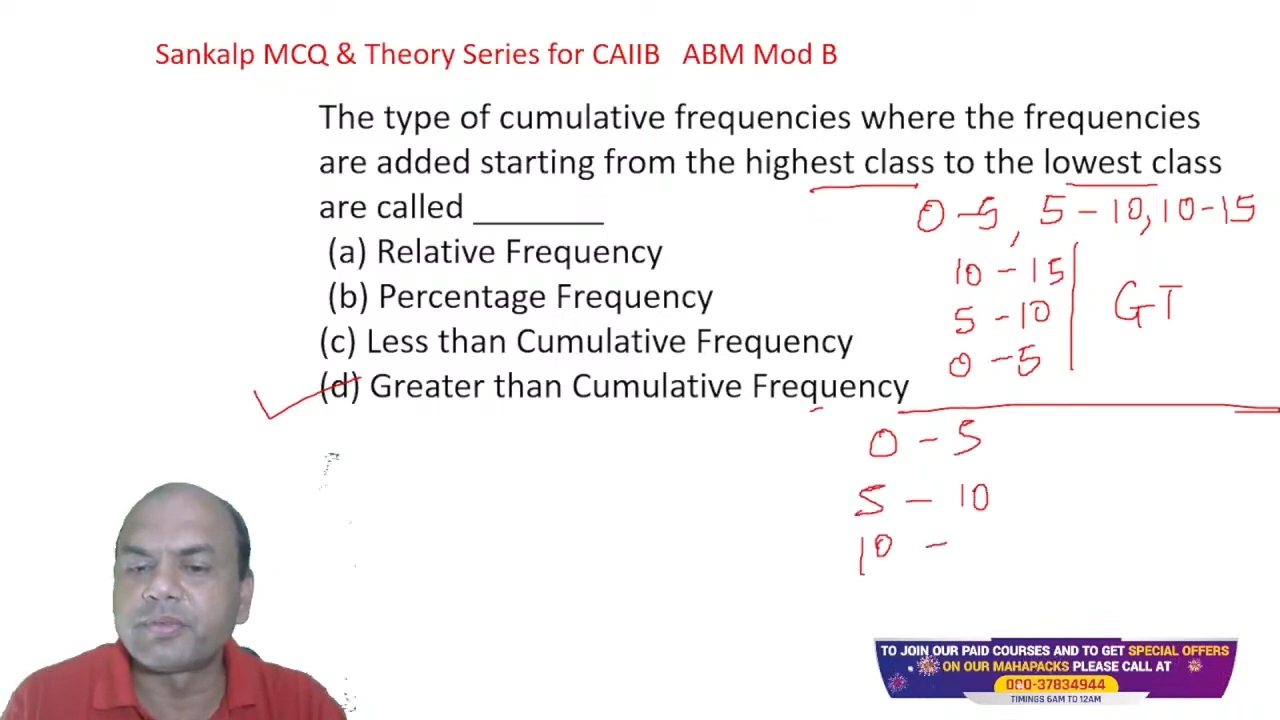 Sankalp MCQ & Theory Series for CAIIB ABM Mod B
The type of cumulative frequencies where the frequencies
are added starting from the highest class to the lowest class
are called ________
0-5, 5-10, 10-15
(a) Relative Frequency
10-15
(b) Percentage Frequency
5-10
GT
(c) Less than Cumulative Frequency
0-5
(d) Greater than Cumulative Frequency
0-5
5-10
10-
TO JOIN OUR PAID COURSES AND TO GET SPECIAL OFFERS
ON OUR MAHAPACKS PLEASE CALL AT
080-37834944
TIMINGS 6AM TO 12AM